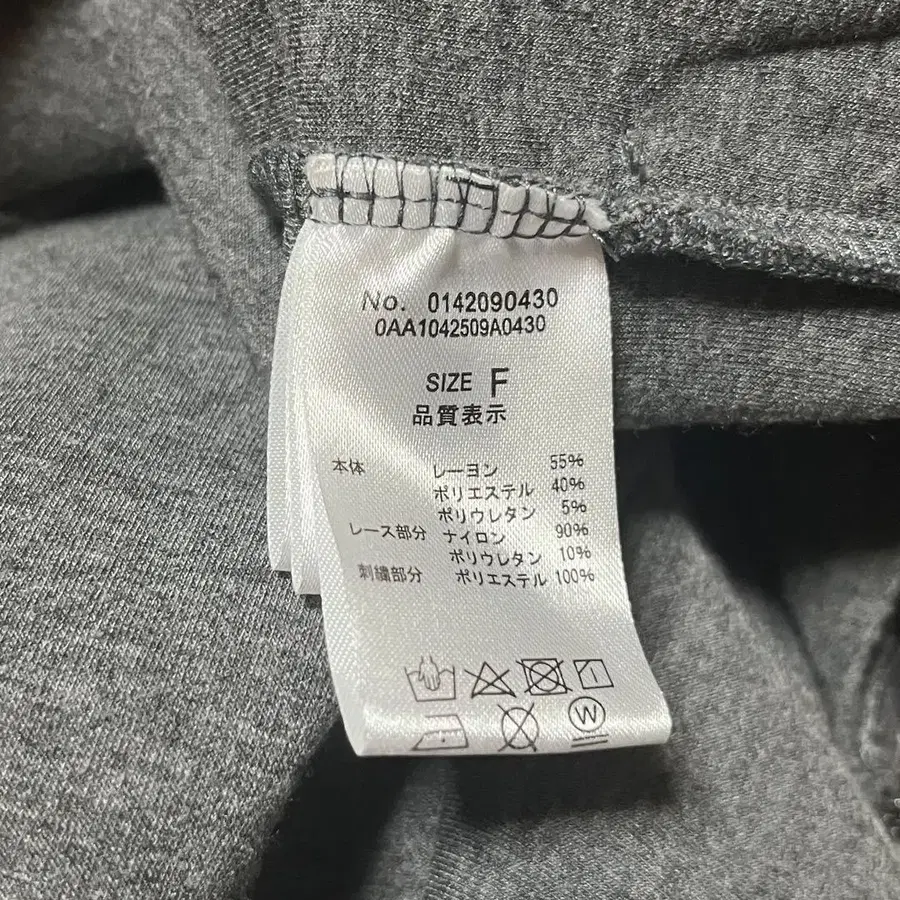 No. 0142090430
0AA1042509A0430
SIZE F
品質表示
本体 レーヨン 55%
ポリエステル 40%
ポリウレタン 5%
レース部分 ナイロン 90%
ポリウレタン 10%
刺繍部分 ポリエステル 100%
W